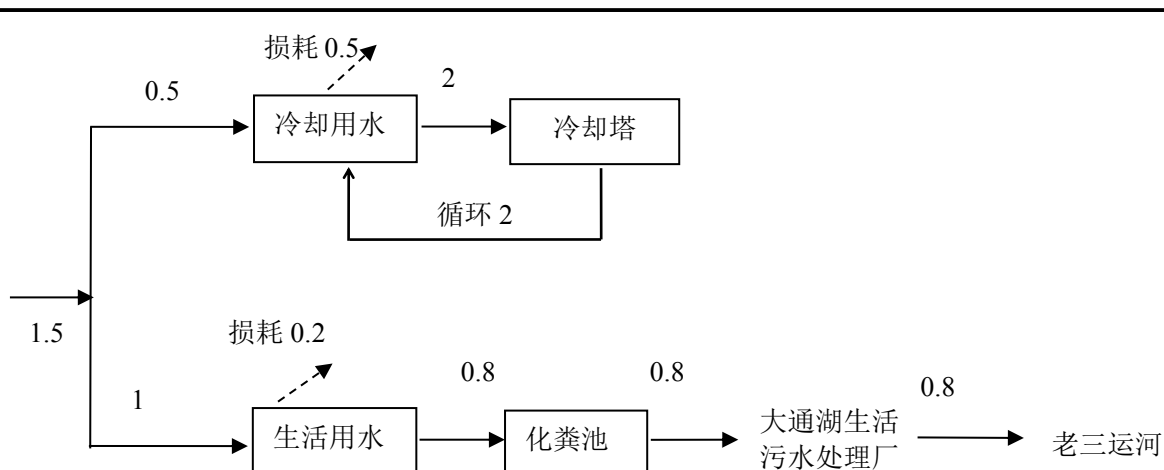 损耗 0.5
0.5
2
冷却用水
冷却塔
循环 2
1.5
损耗 0.2
1
0.8
0.8
0.8
生活用水
化粪池
大通湖生活
污水处理厂
老三运河